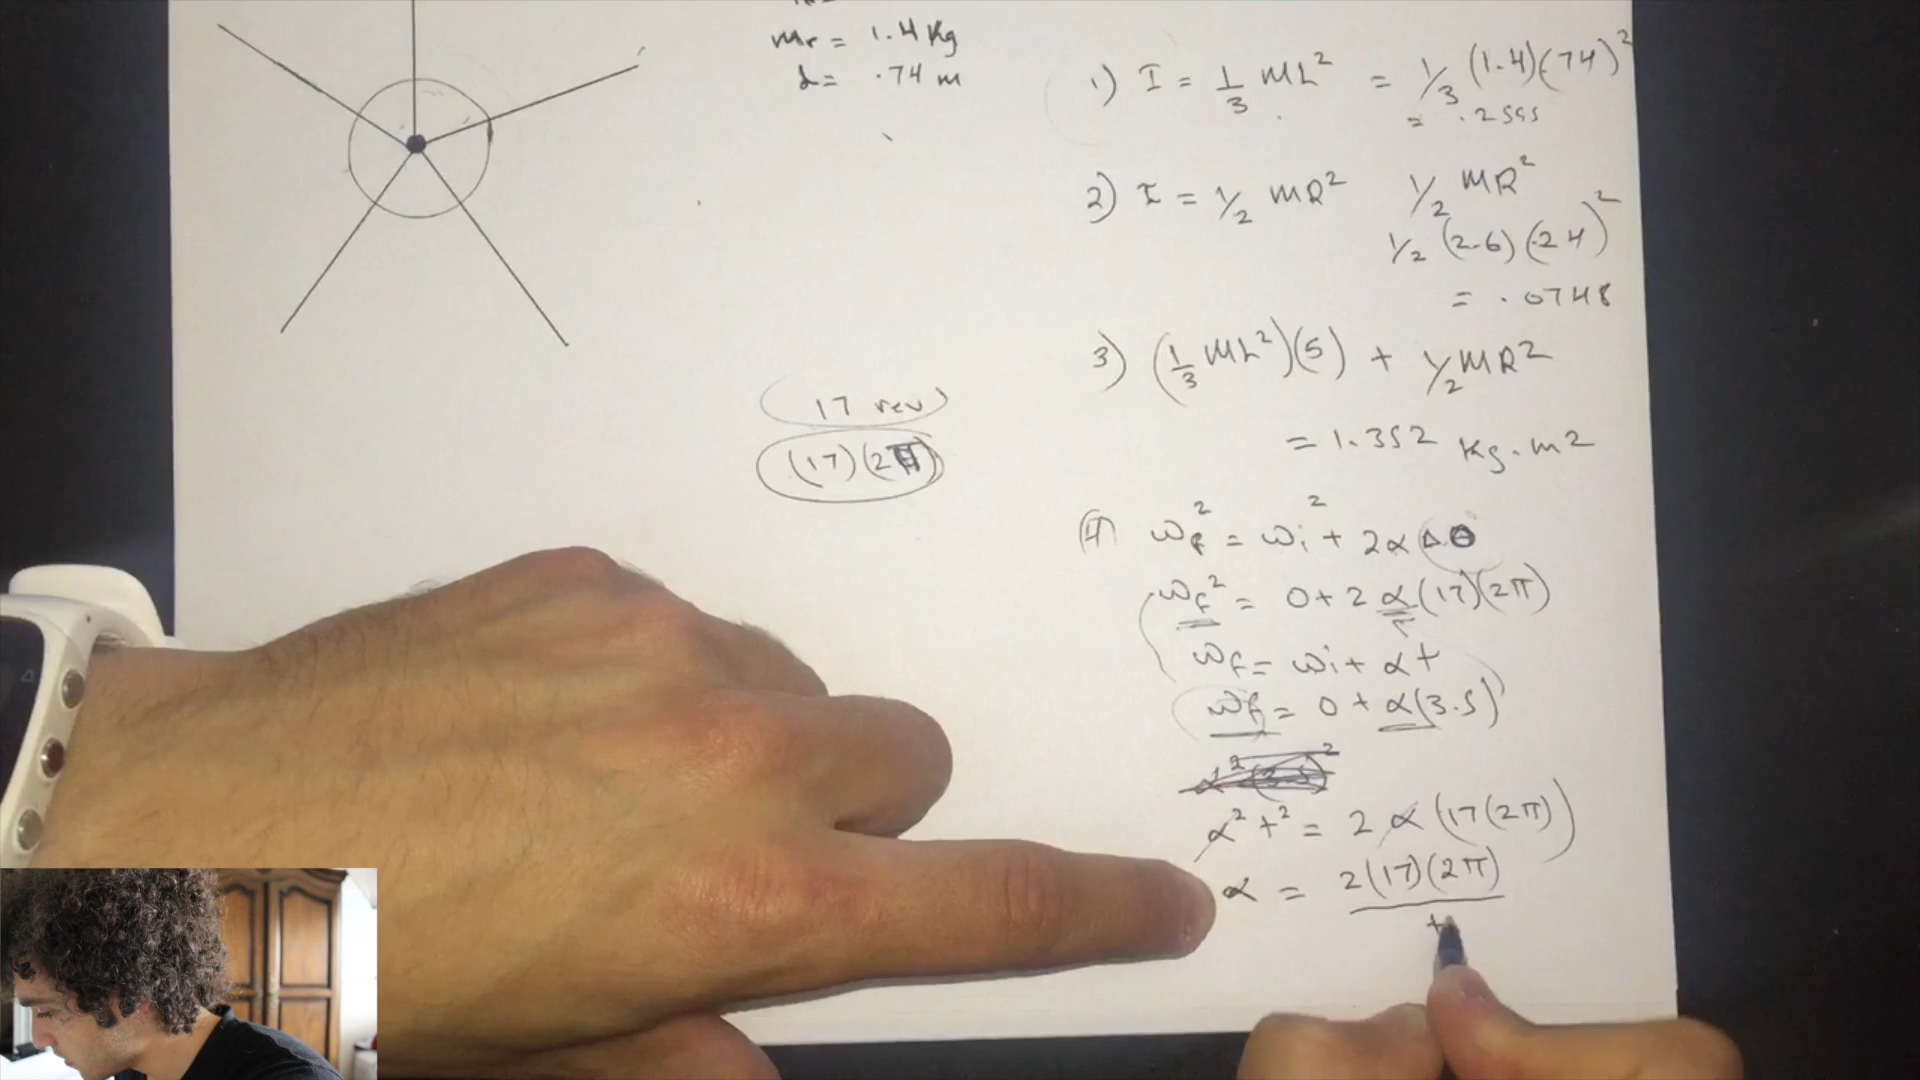 mr = 1.4 Kg
L = .74 m
1) I = 1/3 ML² = 1/3 (1.4)(.74)²
= .2555
2) I = 1/2 MR² 1/2 MR²
1/2 (2.6)(.24)²
= .0748
3) (1/3 ML²)(5) + 1/2 MR²
= 1.352 Kg.m2
17 rev
(17)(2π)
4) ωf² = ωi² + 2α Δθ
ωf² = 0 + 2 α (17)(2π)
ωf = ωi + αt
ωf = 0 + α(3.5)
α² t² = 2 α (17(2π))
α = 2(17)(2π)
t